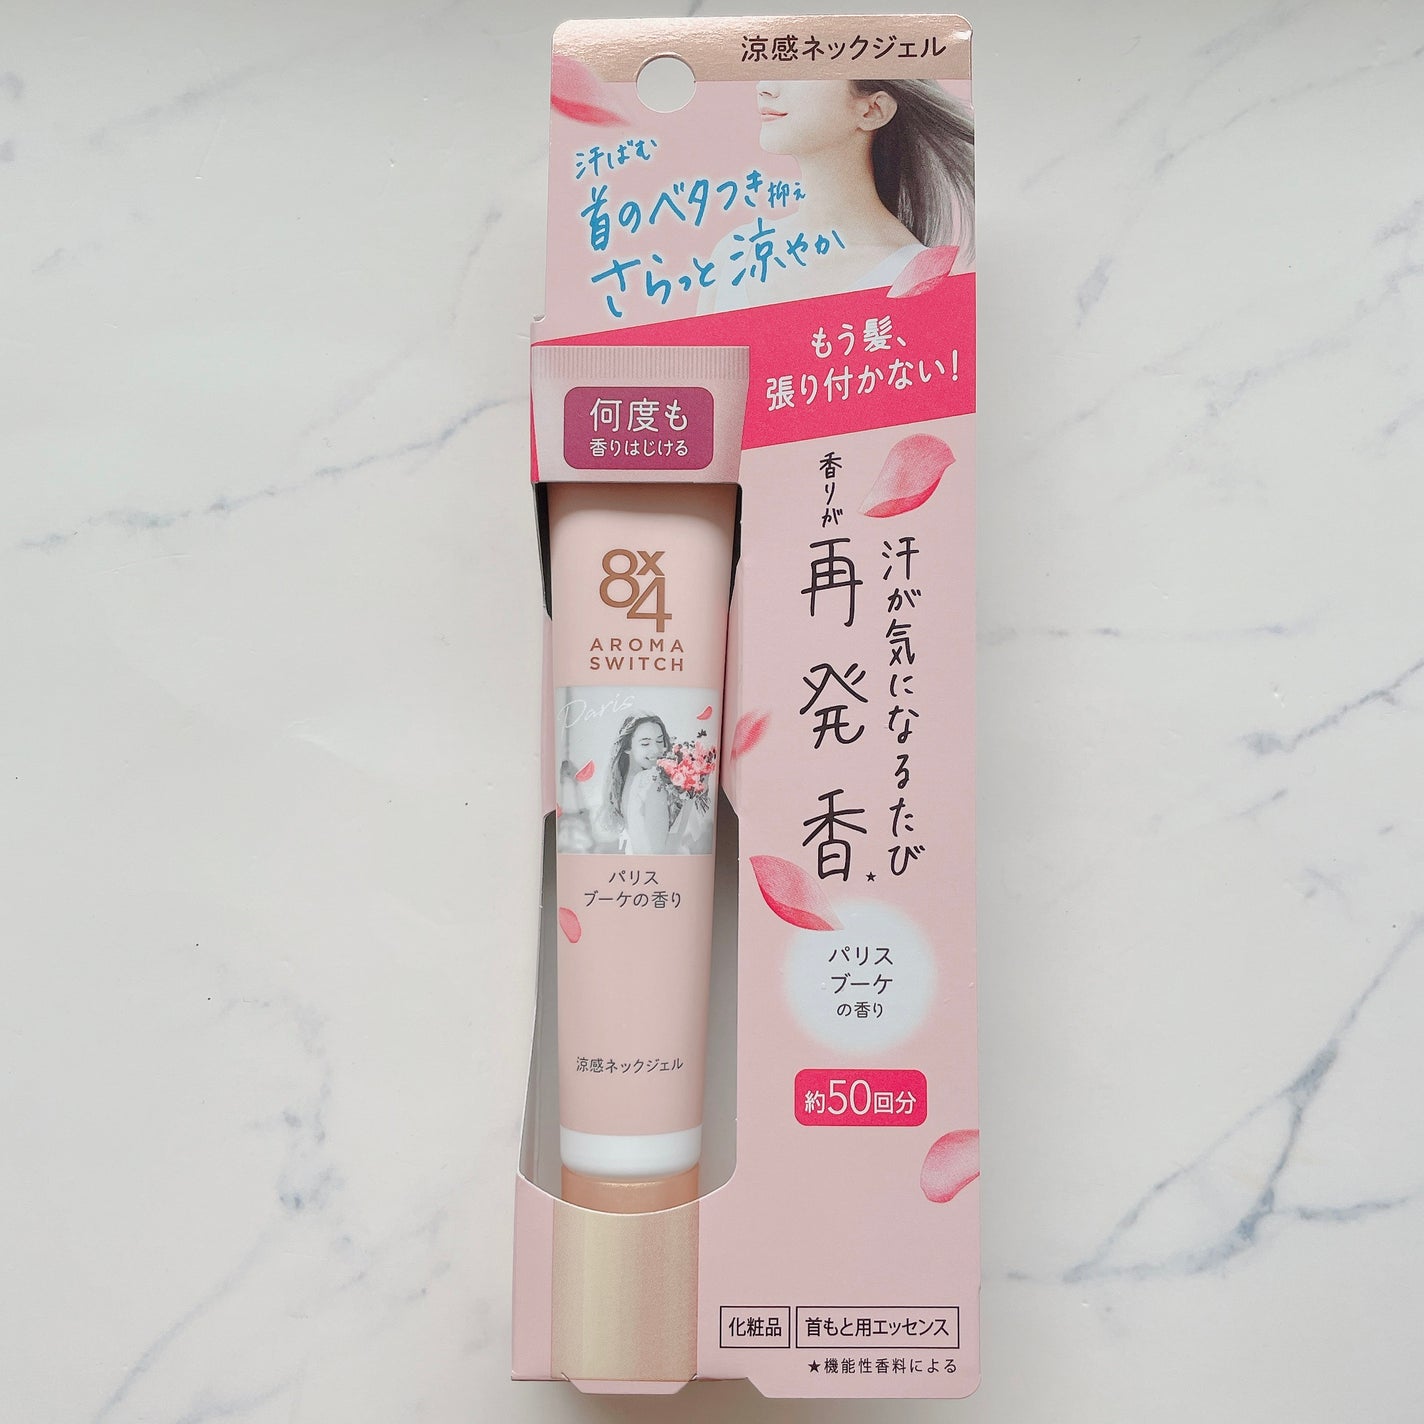 涼感ネックジェル
汗ばむ
首のベタつき抑え
さらっと涼やか
もう髪、
張り付かない!
何度も
香りはじける
8x4
AROMA
SWITCH
Paris
パリス
ブーケの香り
涼感ネックジェル
汗が気になるたび
香りが再発香★
パリス
ブーケ
の香り
約50回分
化粧品 首もと用エッセンス
★機能性香料による